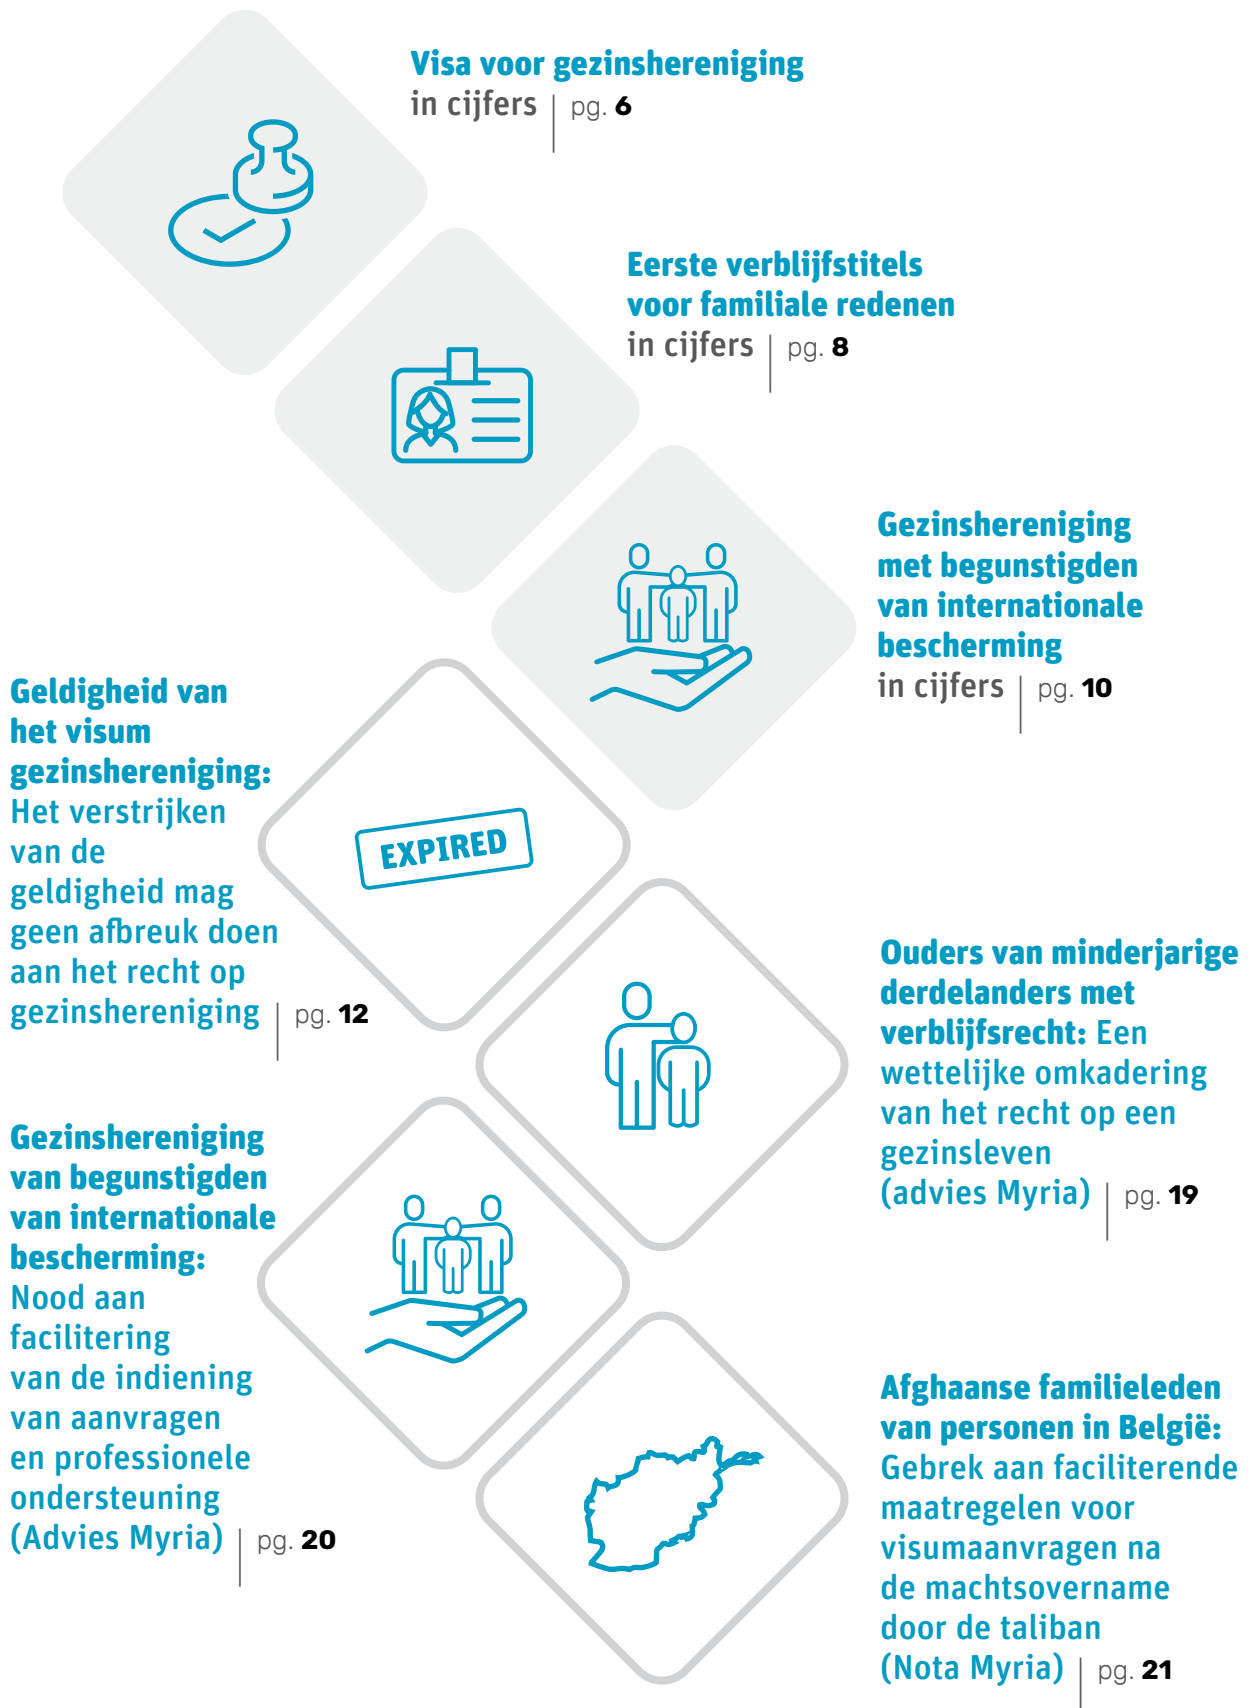 Visa voor gezinshereniging
in cijfers | pg. 6
Eerste verblijfstitels
voor familiale redenen
in cijfers | pg. 8
Gezinshereniging
met begunstigden
van internationale
bescherming
in cijfers | pg. 10
Geldigheid van
het visum
gezinshereniging:
Het verstrijken
van de
geldigheid mag
geen afbreuk doen
aan het recht op
gezinshereniging | pg. 12
EXPIRED
Ouders van minderjarige
derdelanders met
verblijfsrecht: Een
wettelijke omkadering
van het recht op een
gezinsleven
(advies Myria) | pg. 19
Gezinshereniging
van begunstigden
van internationale
bescherming:
Nood aan
facilitering
van de indiening
van aanvragen
en professionele
ondersteuning
(Advies Myria) | pg. 20
Afghaanse familieleden
van personen in België:
Gebrek aan faciliterende
maatregelen voor
visumaanvragen na
de machtsovername
door de taliban
(Nota Myria) | pg. 21